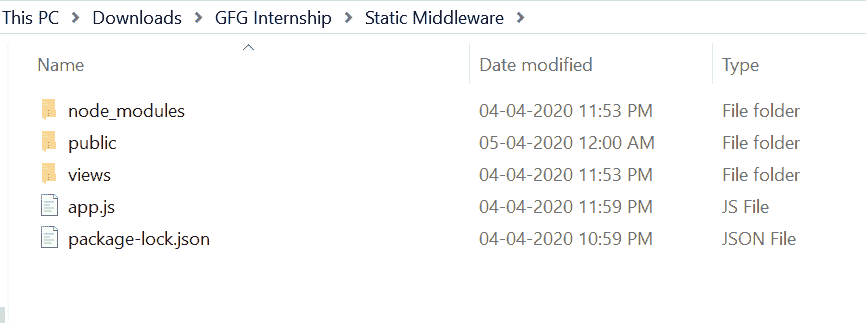 This PC > Downloads > GFG Internship > Static Middleware >
Name Date modified Type
node_modules 04-04-2020 11:53 PM File folder
public 05-04-2020 12:00 AM File folder
views 04-04-2020 11:53 PM File folder
app.js 04-04-2020 11:59 PM JS File
package-lock.json 04-04-2020 10:59 PM JSON File